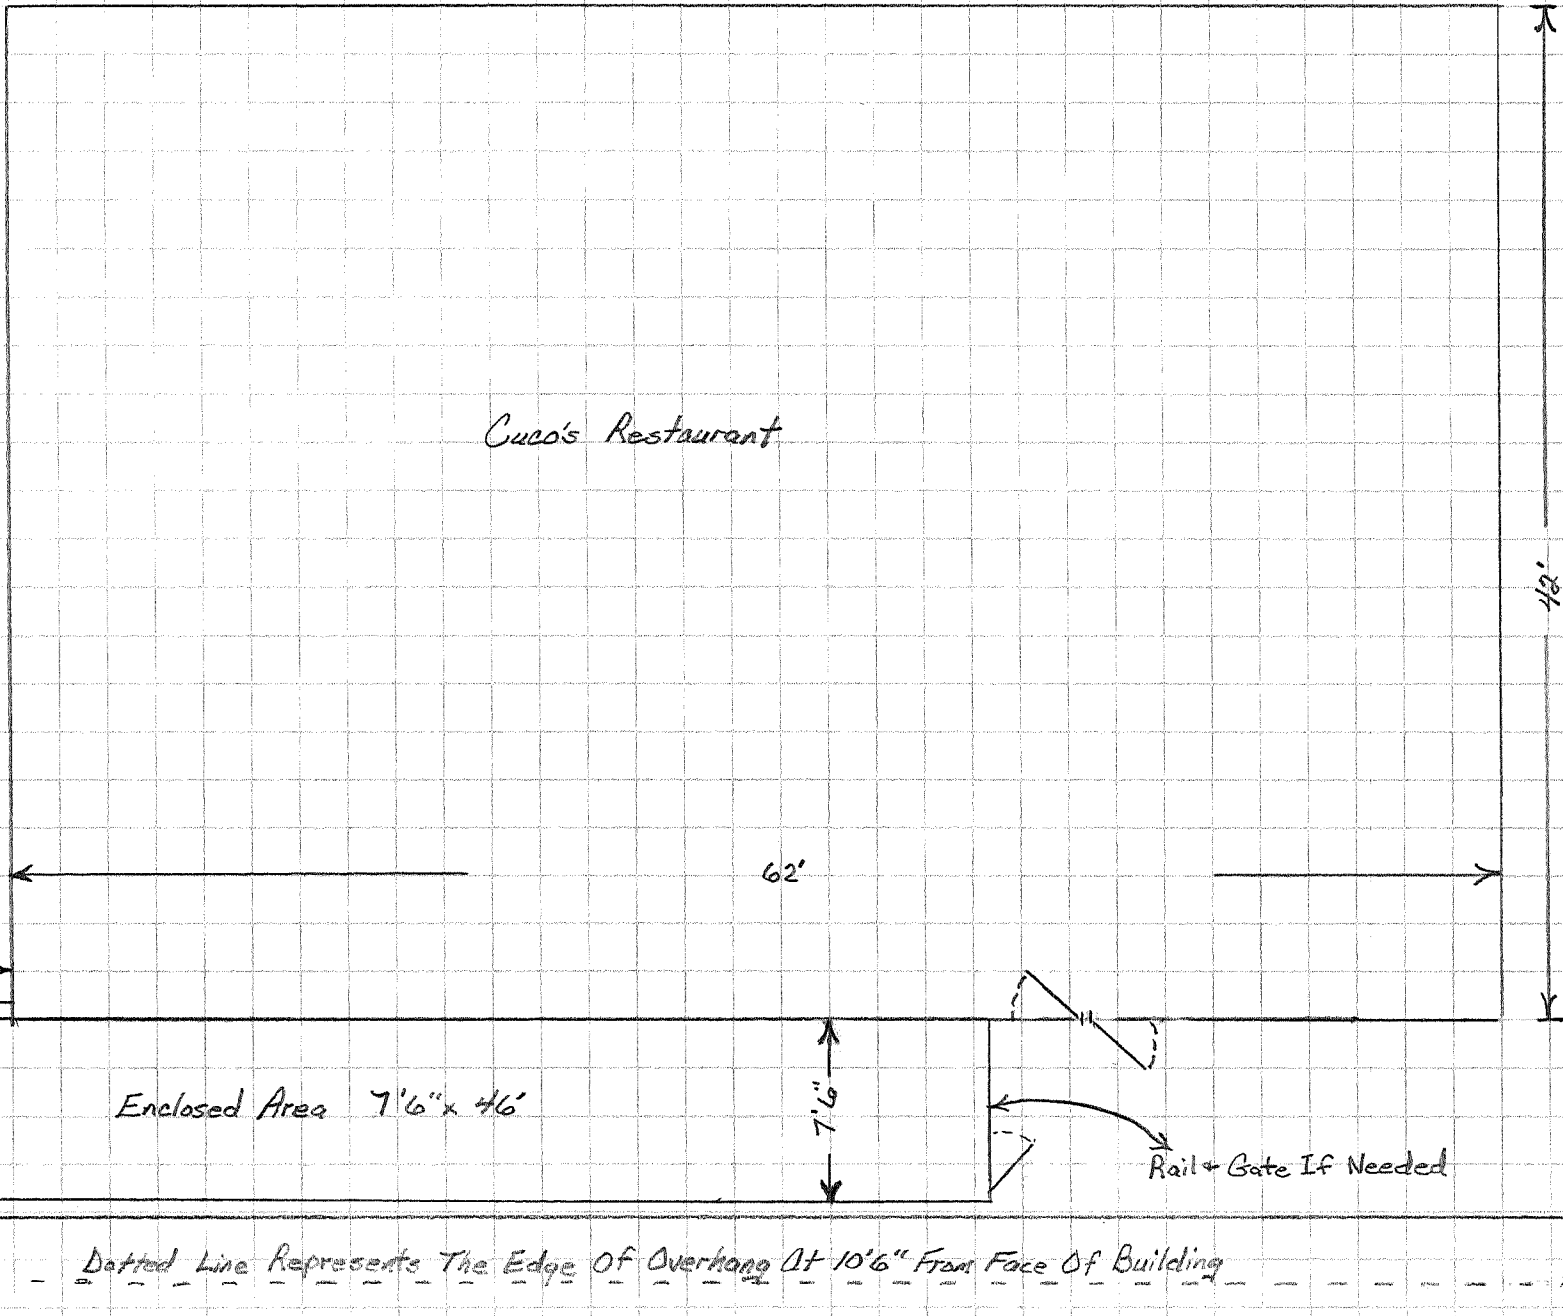 Cuco's Restaurant
42'
62'
Enclosed Area 7'6" x 46'
7'6"
Rail + Gate If Needed
Dotted Line Represents The Edge Of Overhang At 10'6" From Face Of Building